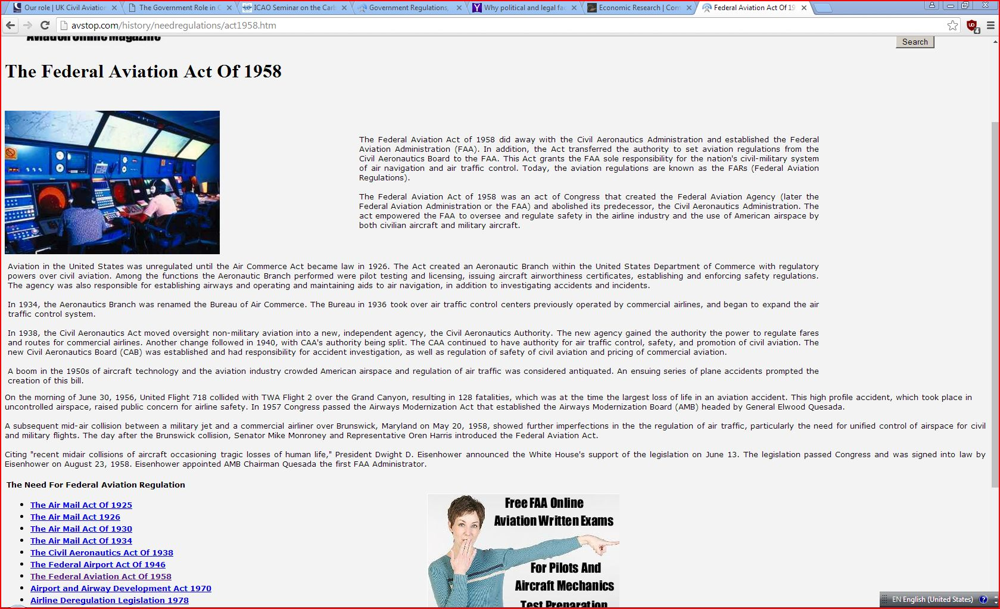 Our role | UK Civil Aviation
The Government Role in C
ICAO Seminar on the Carb
Government Regulations,
Why political and legal fac
Economic Research | Com
Federal Aviation Act Of 19
avstop.com/history/needregulations/act1958.htm
4
Aviation Online Magazine
Search
The Federal Aviation Act Of 1958
The Federal Aviation Act of 1958 did away with the Civil Aeronautics Administration and established the Federal
Aviation Administration (FAA). In addition, the Act transferred the authority to set aviation regulations from the
Civil Aeronautics Board to the FAA. This Act grants the FAA sole responsibility for the nation's civil-military system
of air navigation and air traffic control. Today, the aviation regulations are known as the FARs (Federal Aviation
Regulations).
The Federal Aviation Act of 1958 was an act of Congress that created the Federal Aviation Agency (later the
Federal Aviation Administration or the FAA) and abolished its predecessor, the Civil Aeronautics Administration. The
act empowered the FAA to oversee and regulate safety in the airline industry and the use of American airspace by
both civilian aircraft and military aircraft.
Aviation in the United States was unregulated until the Air Commerce Act became law in 1926. The Act created an Aeronautic Branch within the United States Department of Commerce with regulatory
powers over civil aviation. Among the functions the Aeronautic Branch performed were pilot testing and licensing, issuing aircraft airworthiness certificates, establishing and enforcing safety regulations.
The agency was also responsible for establishing airways and operating and maintaining aids to air navigation, in addition to investigating accidents and incidents.
In 1934, the Aeronautics Branch was renamed the Bureau of Air Commerce. The Bureau in 1936 took over air traffic control centers previously operated by commercial airlines, and began to expand the air
traffic control system.
In 1938, the Civil Aeronautics Act moved oversight non-military aviation into a new, independent agency, the Civil Aeronautics Authority. The new agency gained the authority the power to regulate fares
and routes for commercial airlines. Another change followed in 1940, with CAA's authority being split. The CAA continued to have authority for air traffic control, safety, and promotion of civil aviation. The
new Civil Aeronautics Board (CAB) was established and had responsibility for accident investigation, as well as regulation of safety of civil aviation and pricing of commercial aviation.
A boom in the 1950s of aircraft technology and the aviation industry crowded American airspace and regulation of air traffic was considered antiquated. An ensuing series of plane accidents prompted the
creation of this bill.
On the morning of June 30, 1956, United Flight 718 collided with TWA Flight 2 over the Grand Canyon, resulting in 128 fatalities, which was at the time the largest loss of life in an aviation accident. This high profile accident, which took place in
uncontrolled airspace, raised public concern for airline safety. In 1957 Congress passed the Airways Modernization Act that established the Airways Modernization Board (AMB) headed by General Elwood Quesada.
A subsequent mid-air collision between a military jet and a commercial airliner over Brunswick, Maryland on May 20, 1958, showed further imperfections in the the regulation of air traffic, particularly the need for unified control of airspace for civil
and military flights. The day after the Brunswick collision, Senator Mike Monroney and Representative Oren Harris introduced the Federal Aviation Act.
Citing "recent midair collisions of aircraft occasioning tragic losses of human life," President Dwight D. Eisenhower announced the White House's support of the legislation on June 13. The legislation passed Congress and was signed into law by
Eisenhower on August 23, 1958. Eisenhower appointed AMB Chairman Quesada the first FAA Administrator.
The Need For Federal Aviation Regulation
The Air Mail Act Of 1925
The Air Mail Act 1926
The Air Mail Act Of 1930
The Air Mail Act Of 1934
The Civil Aeronautics Act Of 1938
The Federal Airport Act Of 1946
The Federal Aviation Act Of 1958
Airport and Airway Development Act 1970
Airline Deregulation Legislation 1978
Free FAA Online
Aviation Written Exams
For Pilots And
Aircraft Mechanics
Test Preparation
EN English (United States)